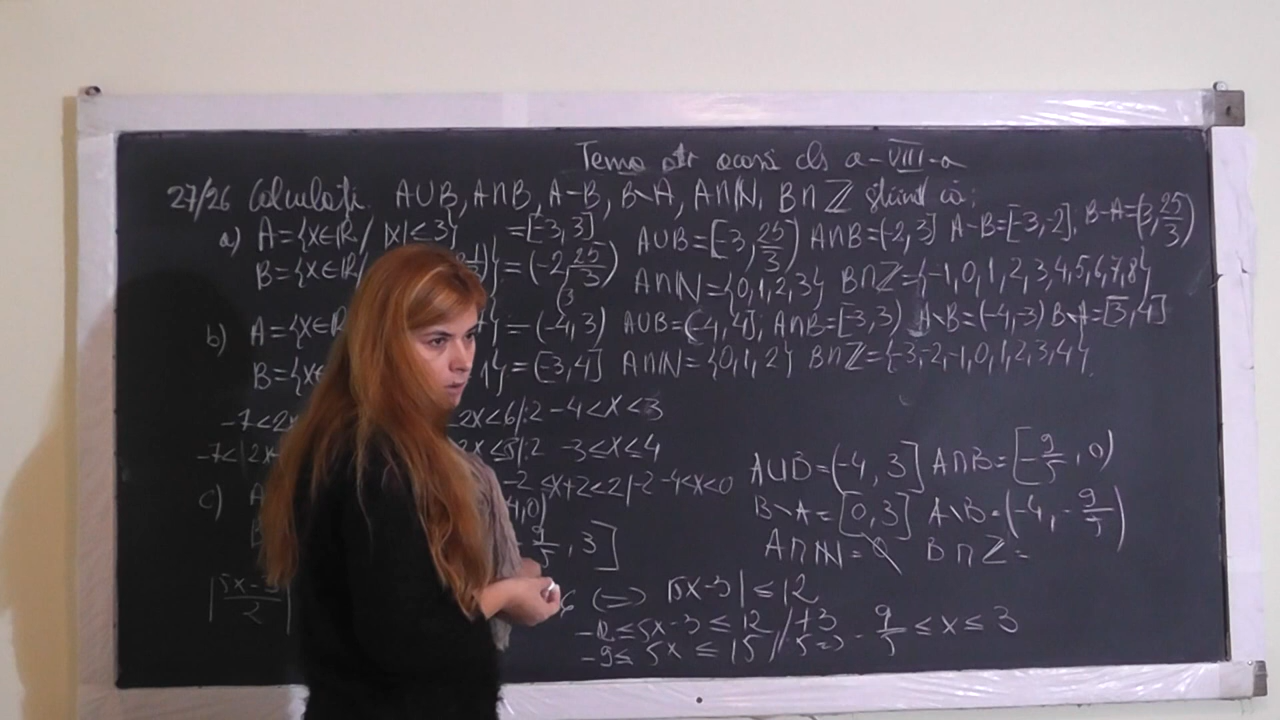 Tema ptr acasă cls a-VIII-a
27/26 Calculați. A∪B, A∩B, A-B, B\A, A∩ℕ, B∩ℤ știind că:
a) A={x∈ℝ/ |x|≤3} =[-3,3] A∪B=[-3,25/3) A∩B=(-2,3] A-B=[-3,-2], B-A=(3,25/3)
B={x∈ℝ/ }=(-2,25/3) A∩ℕ={0,1,2,3} B∩ℤ={-1,0,1,2,3,4,5,6,7,8}
b) A={x∈ℝ }=(-4,3) A∪B=(-4,4]; A∩B=[-3,3) A\B=(-4,-3) B\A=[3,4]
B={x∈ }=[-3,4] A∩ℕ={0,1,2} B∩ℤ={-3,-2,-1,0,1,2,3,4}
-7<2x 2x<6|:2 -4<x<3
-7<|2x 2x≤8|:2 -3≤x≤4
c) A -2<x+2<2|-2 -4<x<0 A∪B=(-4,3] A∩B=[-9/5,0)
B 4,0) B\A=[0,3] A\B=(-4,-9/5)
9/5,3] A∩ℕ=∅ B∩ℤ=
|5x-3/2| 6 (=> |5x-3|≤12
-12≤5x-3≤12 /+3
-9≤5x≤15 /:5 => -9/5≤x≤3